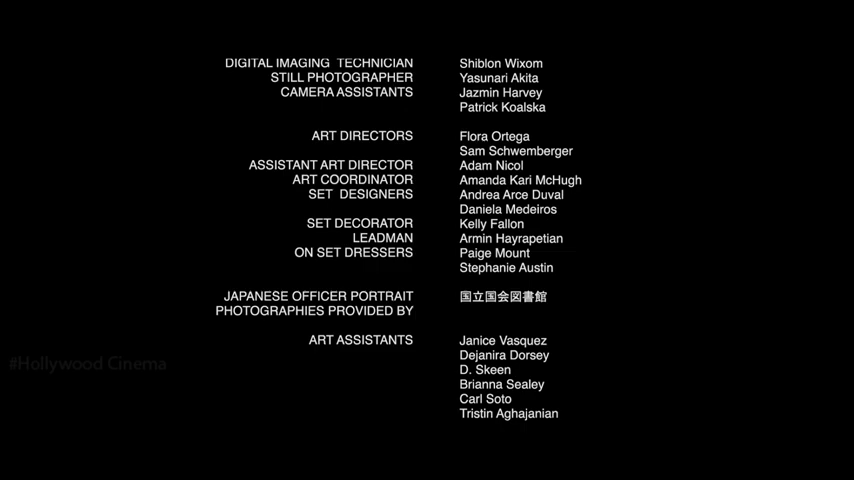 DIGITAL IMAGING TECHNICIAN Shiblon Wixom
STILL PHOTOGRAPHER Yasunari Akita
CAMERA ASSISTANTS Jazmin Harvey
Patrick Koalska
ART DIRECTORS Flora Ortega
Sam Schwemberger
ASSISTANT ART DIRECTOR Adam Nicol
ART COORDINATOR Amanda Kari McHugh
SET DESIGNERS Andrea Arce Duval
Daniela Medeiros
SET DECORATOR Kelly Fallon
LEADMAN Armin Hayrapetian
ON SET DRESSERS Paige Mount
Stephanie Austin
JAPANESE OFFICER PORTRAIT 国立国会図書館
PHOTOGRAPHIES PROVIDED BY
ART ASSISTANTS Janice Vasquez
Dejanira Dorsey
#Hollywood Cinema
D. Skeen
Brianna Sealey
Carl Soto
Tristin Aghajanian